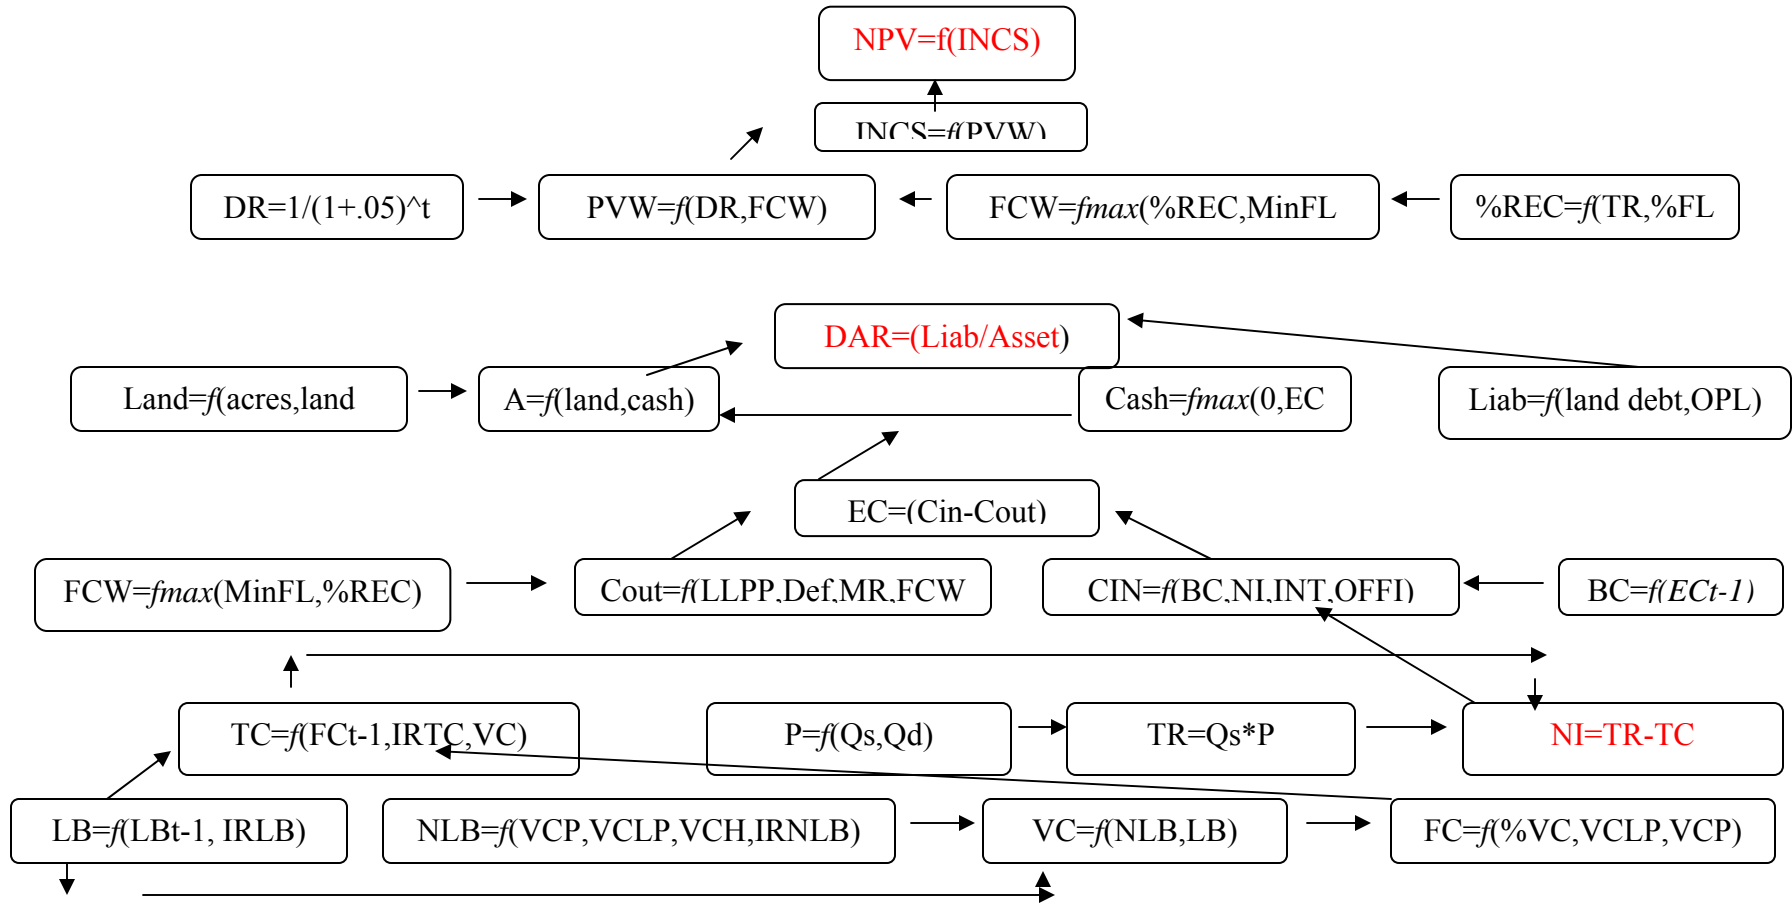 NPV=f(INCS)
INCS=f(PVW)
DR=1/(1+.05)^t
PVW=f(DR,FCW)
FCW=fmax(%REC,MinFL
%REC=f(TR,%FL
DAR=(Liab/Asset)
Land=f(acres,land
A=f(land,cash)
Cash=fmax(0,EC
Liab=f(land debt,OPL)
EC=(Cin-Cout)
FCW=fmax(MinFL,%REC)
Cout=f(LLPP,Def,MR,FCW
CIN=f(BC,NI,INT,OFFI)
BC=f(ECt-1)
TC=f(FCt-1,IRTC,VC)
P=f(Qs,Qd)
TR=Qs*P
NI=TR-TC
LB=f(LBt-1, IRLB)
NLB=f(VCP,VCLP,VCH,IRNLB)
VC=f(NLB,LB)
FC=f(%VC,VCLP,VCP)